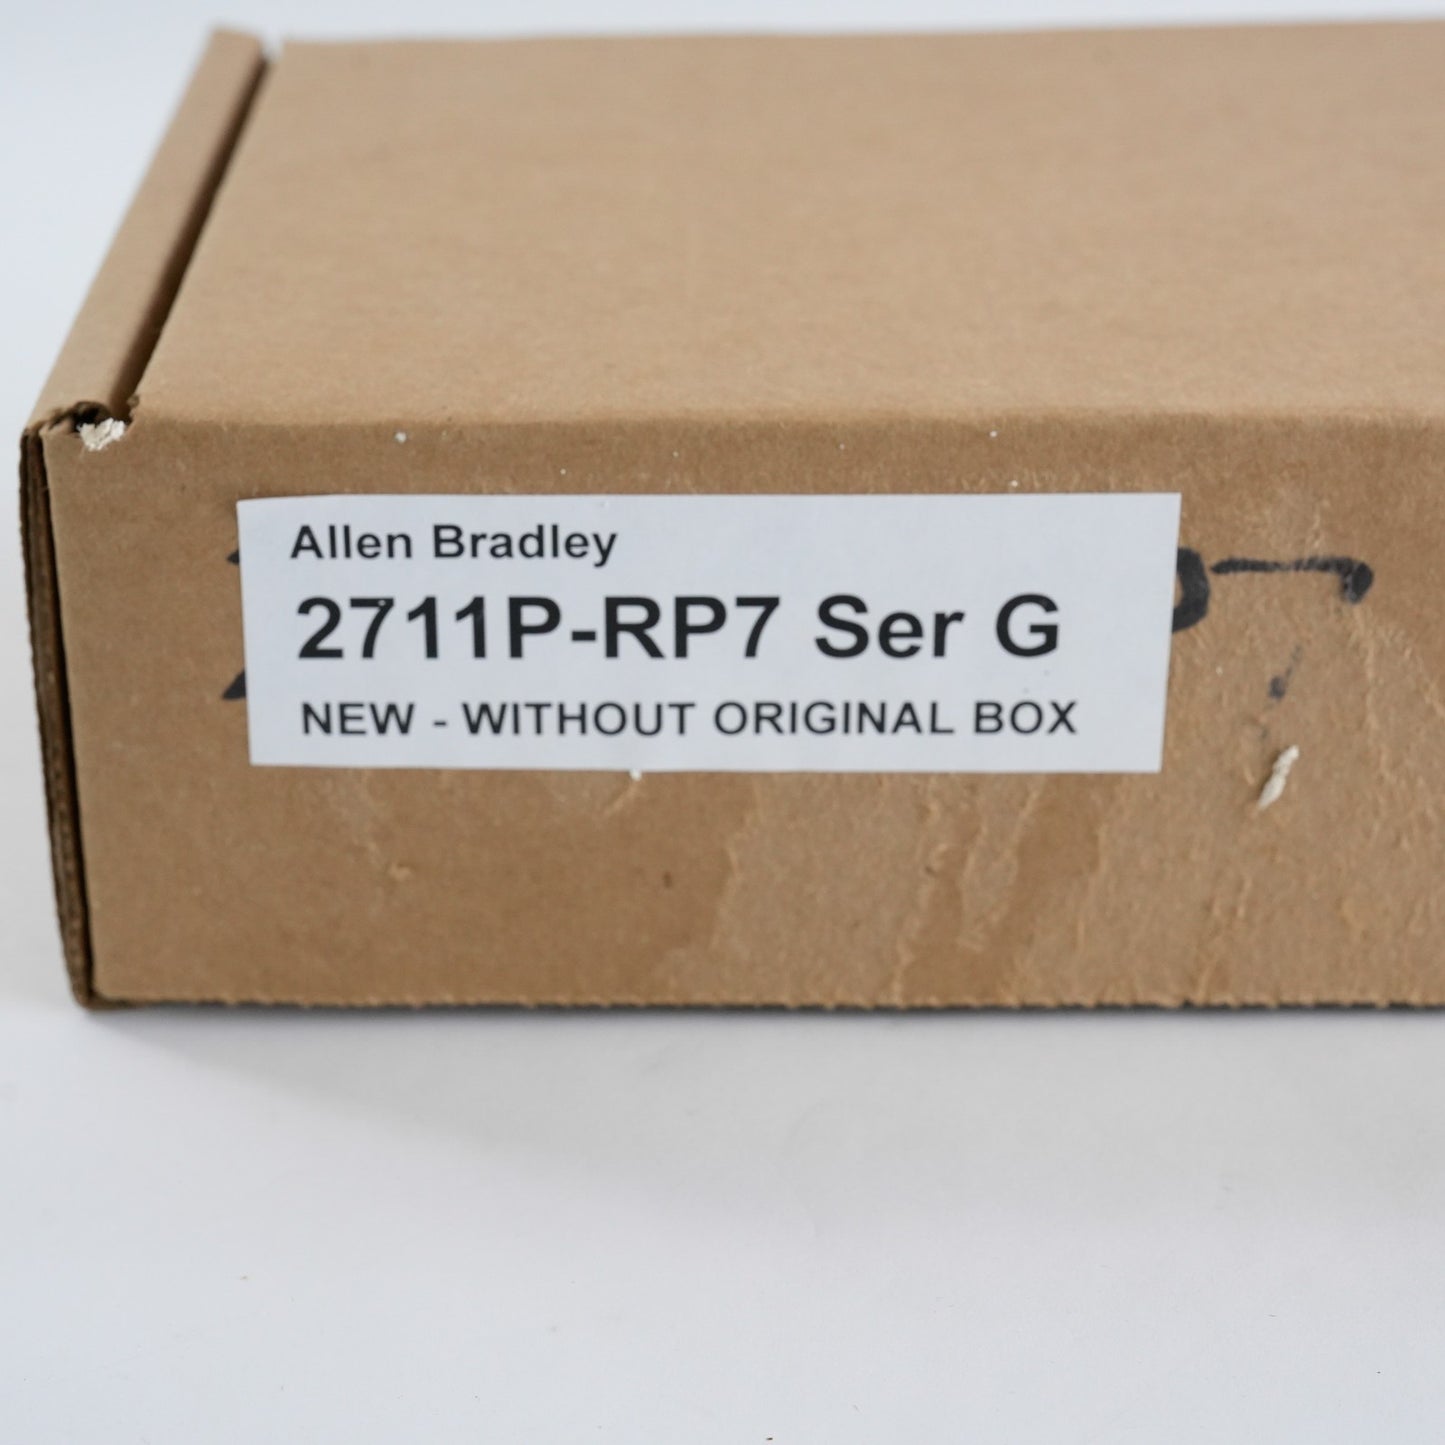 Allen Bradley
2711P-RP7 Ser G
NEW - WITHOUT ORIGINAL BOX